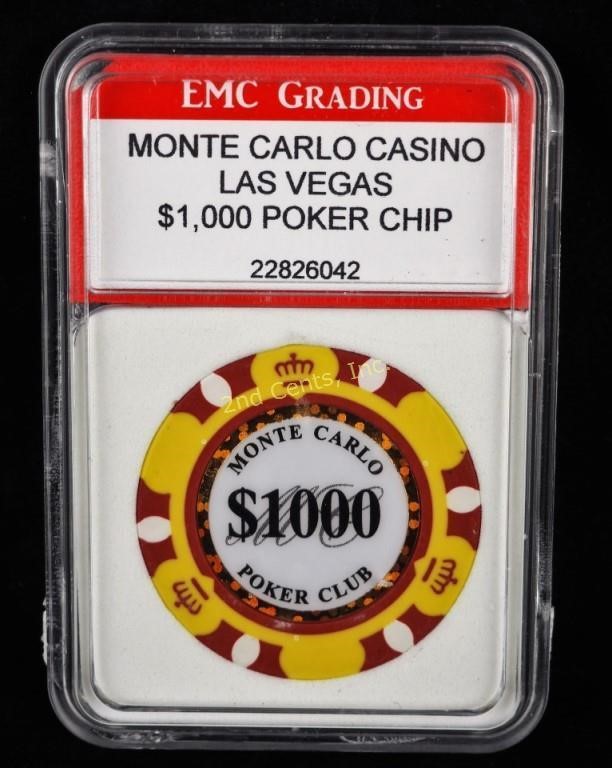 EMC GRADING
MONTE CARLO CASINO
LAS VEGAS
$1,000 POKER CHIP
22826042
2nd Cents, Inc.
MONTE CARLO
$1000
MC
POKER CLUB